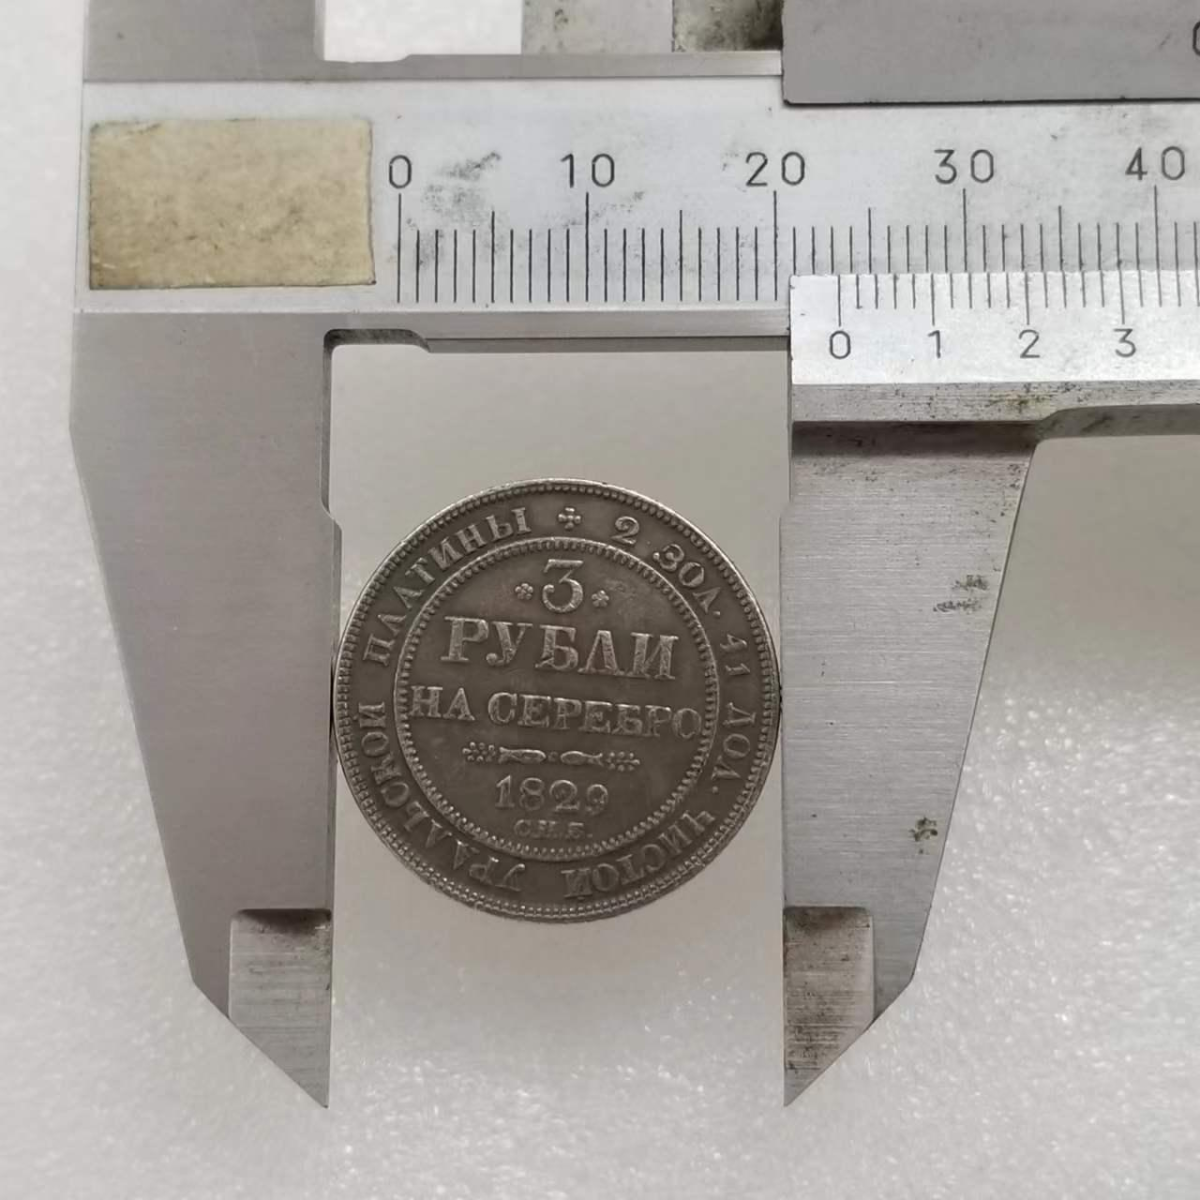 0 10 20 30 40
0 1 2 3
2 ЗОЛ. 41 ДОЛ. ЧИСТОЙ УРАЛЬСКОЙ ПЛАТИНЫ
3
РУБЛИ
НА СЕРЕБРО
1829
С.П.Б.